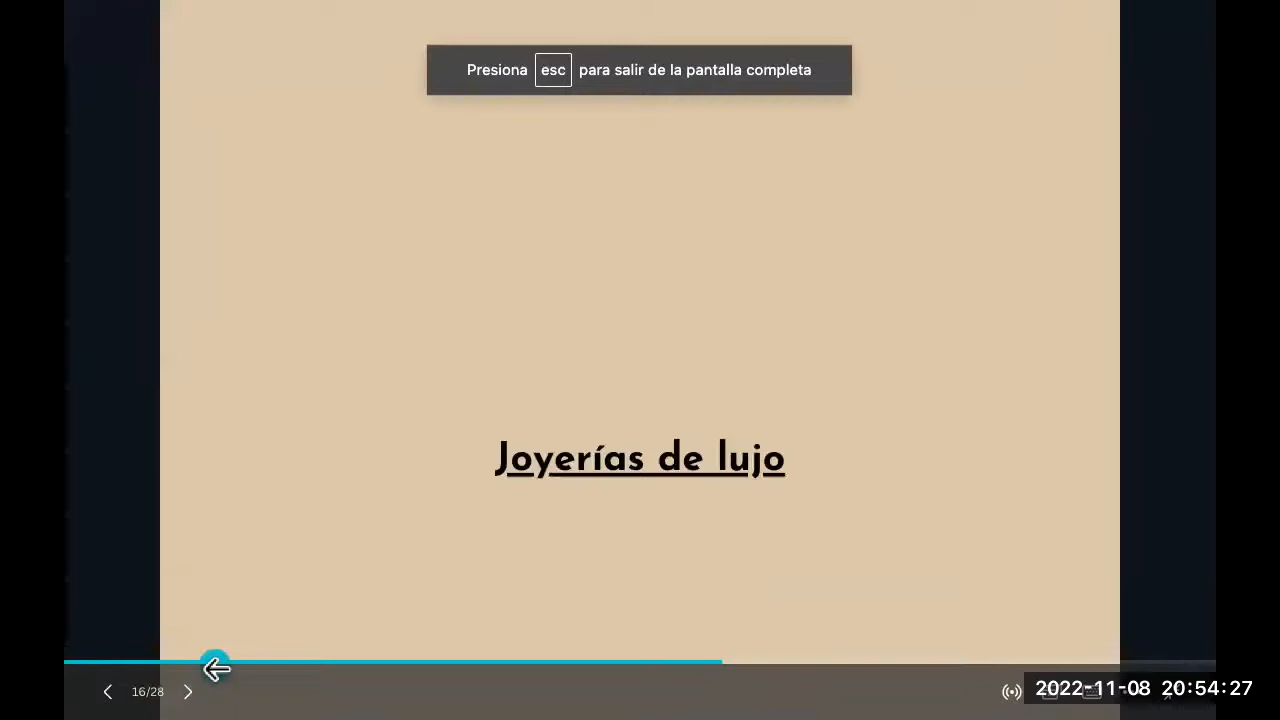 Presiona esc para salir de la pantalla completa
Joyerías de lujo
16/28
2022-11-08 20:54:27